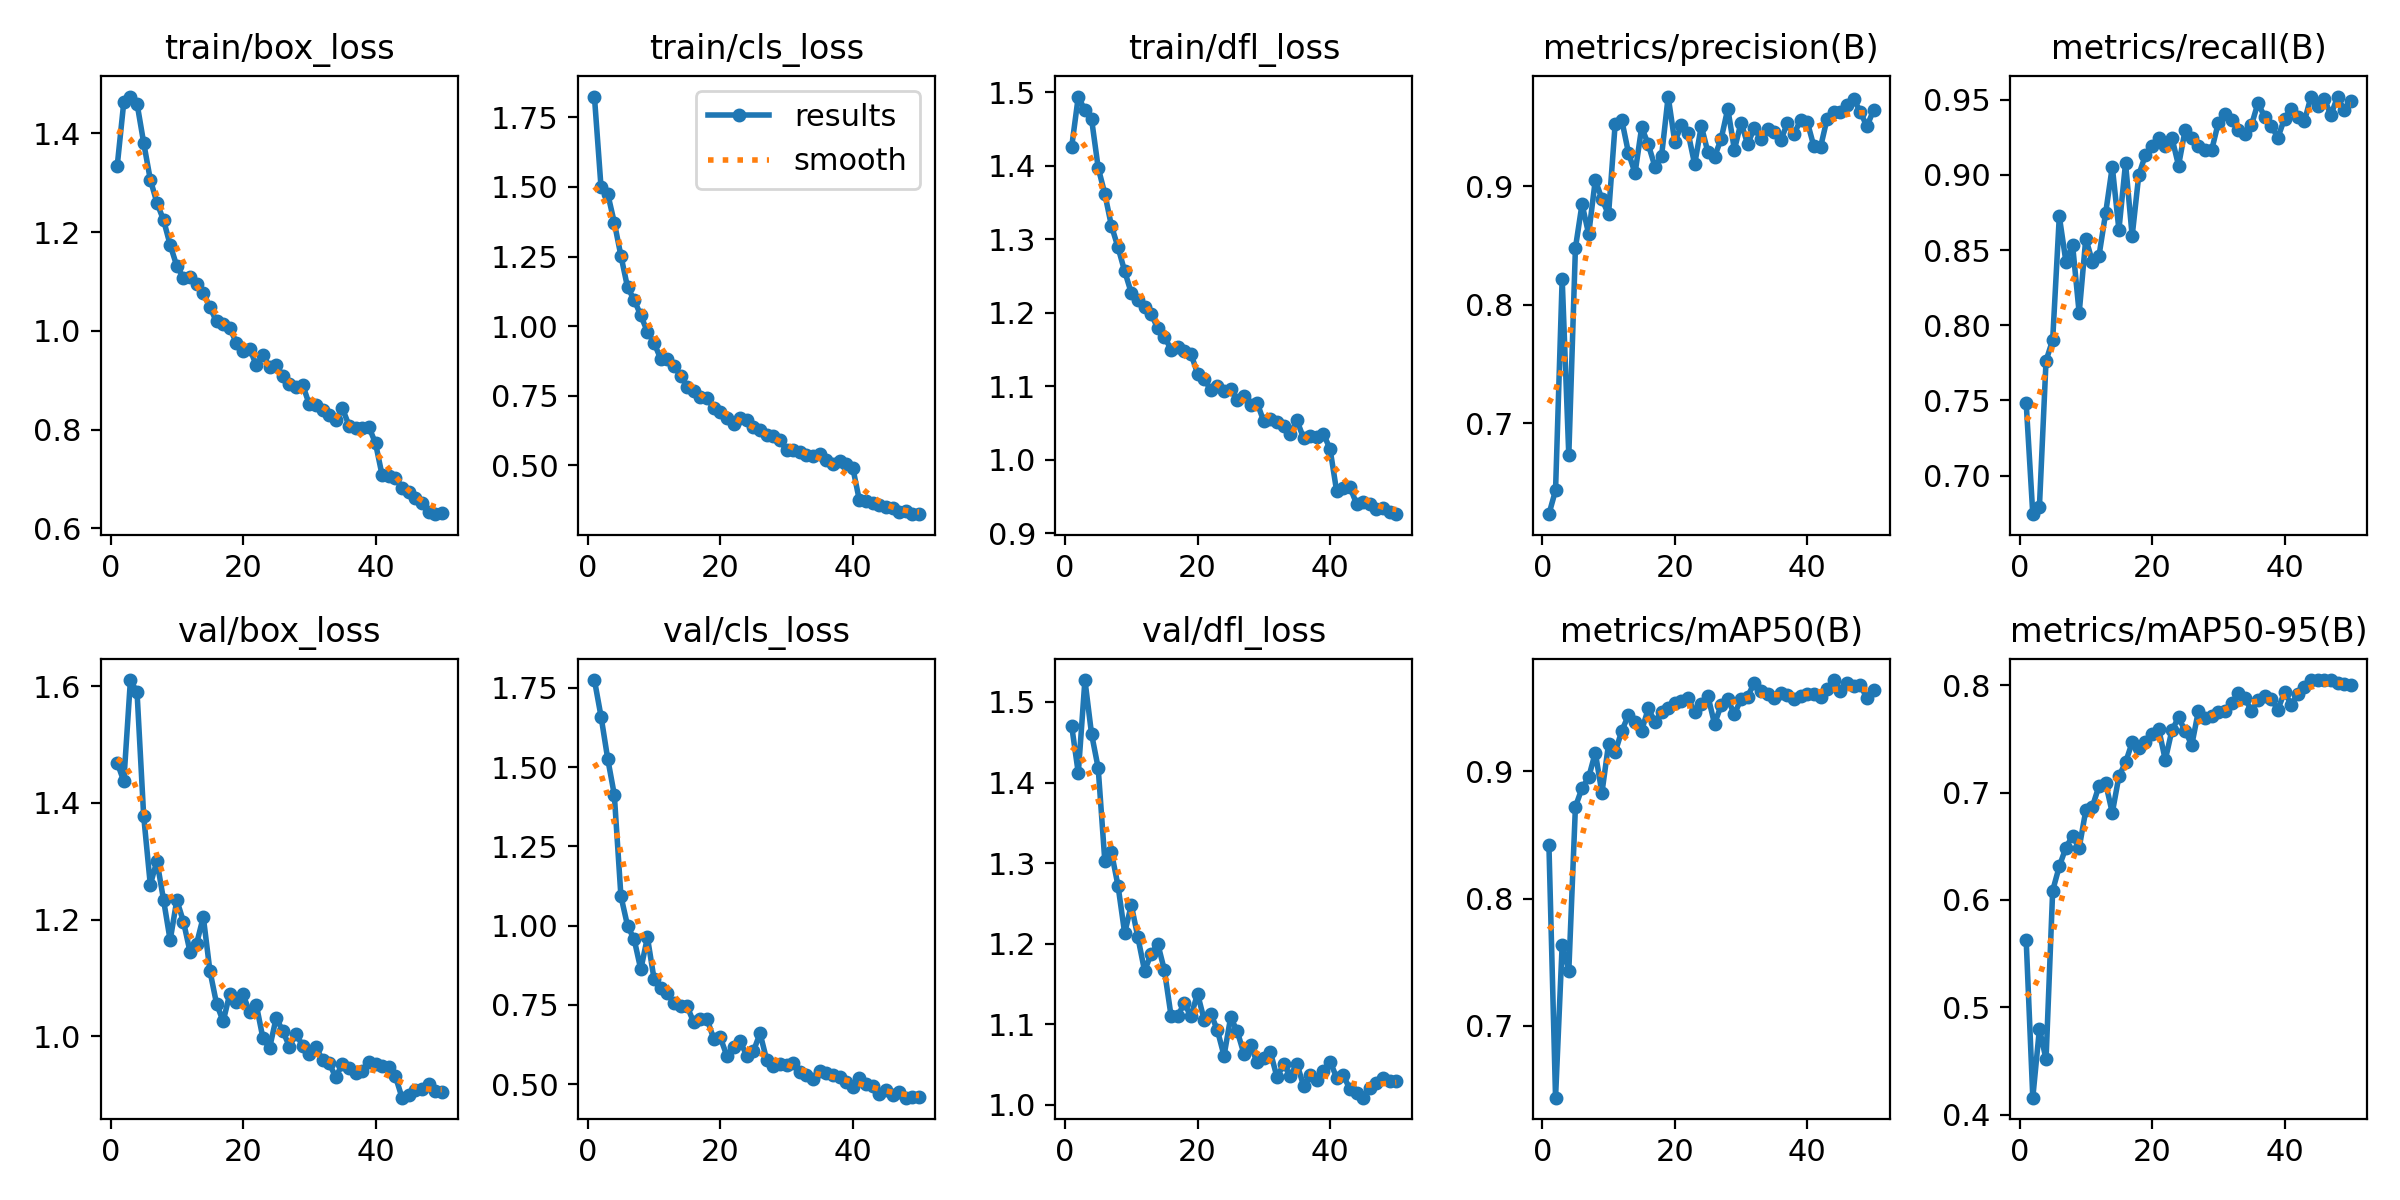 train/box_loss
1.4
1.2
1.0
0.8
0.6
0 20 40
train/cls_loss
results
smooth
1.75
1.50
1.25
1.00
0.75
0.50
0 20 40
train/dfl_loss
1.5
1.4
1.3
1.2
1.1
1.0
0.9
0 20 40
metrics/precision(B)
0.9
0.8
0.7
0 20 40
metrics/recall(B)
0.95
0.90
0.85
0.80
0.75
0.70
0 20 40
val/box_loss
1.6
1.4
1.2
1.0
0 20 40
val/cls_loss
1.75
1.50
1.25
1.00
0.75
0.50
0 20 40
val/dfl_loss
1.5
1.4
1.3
1.2
1.1
1.0
0 20 40
metrics/mAP50(B)
0.9
0.8
0.7
0 20 40
metrics/mAP50-95(B)
0.8
0.7
0.6
0.5
0.4
0 20 40